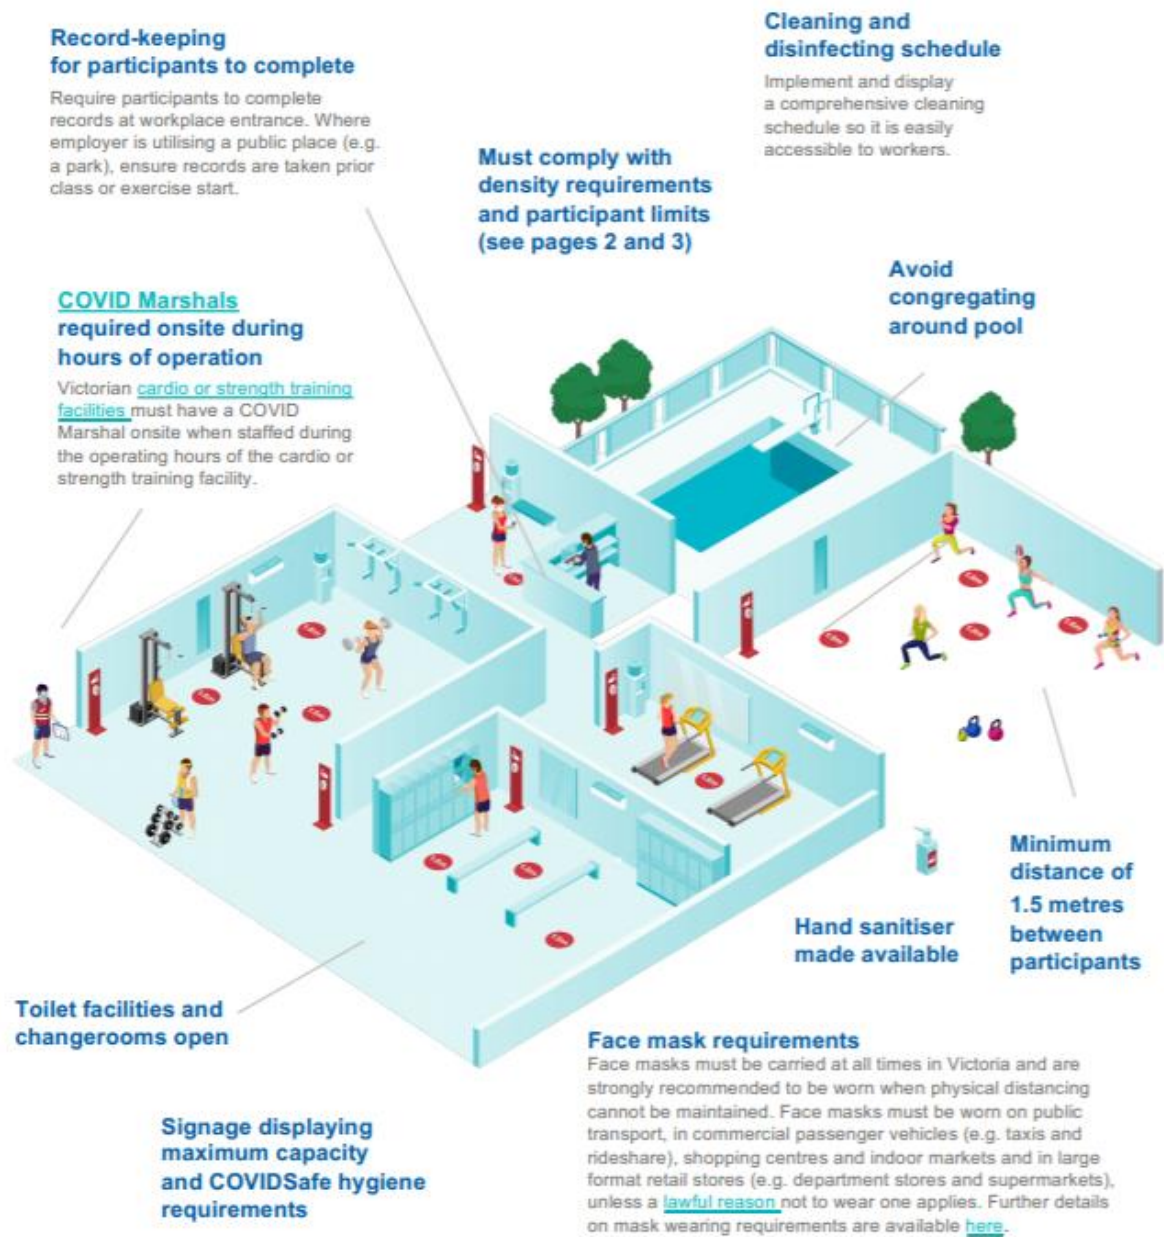 Record-keeping
for participants to complete
Require participants to complete
records at workplace entrance. Where
employer is utilising a public place (e.g.
a park), ensure records are taken prior
class or exercise start.
Cleaning and
disinfecting schedule
Implement and display
a comprehensive cleaning
schedule so it is easily
accessible to workers.
Must comply with
density requirements
and participant limits
(see pages 2 and 3)
Avoid
congregating
around pool
COVID Marshals
required onsite during
hours of operation
Victorian cardio or strength training
facilities must have a COVID
Marshal onsite when staffed during
the operating hours of the cardio or
strength training facility.
Minimum
distance of
1.5 metres
between
participants
Hand sanitiser
made available
Toilet facilities and
changerooms open
Signage displaying
maximum capacity
and COVIDSafe hygiene
requirements
Face mask requirements
Face masks must be carried at all times in Victoria and are
strongly recommended to be worn when physical distancing
cannot be maintained. Face masks must be worn on public
transport, in commercial passenger vehicles (e.g. taxis and
rideshare), shopping centres and indoor markets and in large
format retail stores (e.g. department stores and supermarkets),
unless a lawful reason not to wear one applies. Further details
on mask wearing requirements are available here.